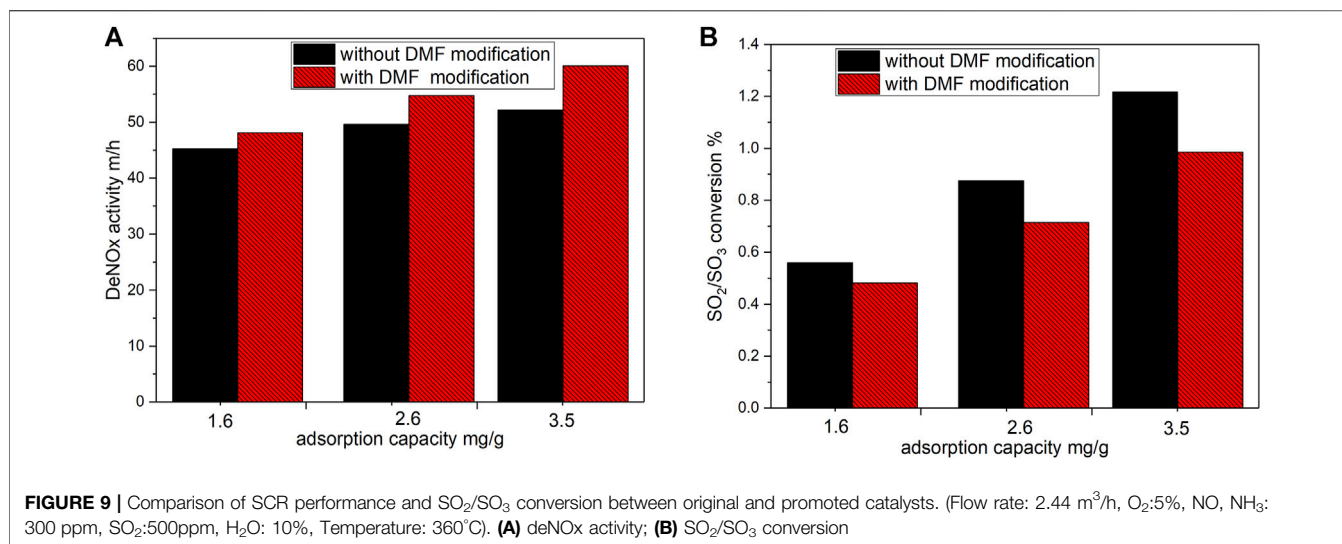 A
without DMF modification
with DMF  modification
60
50
40
30
20
10
0
DeNOx activity m/h
1.6
2.6
3.5
adsorption capacity mg/g
B
without DMF modification
with DMF modification
1.4
1.2
1.0
0.8
0.6
0.4
0.2
0.0
SO₂/SO₃ conversion %
1.6
2.6
3.5
adsorption capacity mg/g
FIGURE 9 | Comparison of SCR performance and SO₂/SO₃ conversion between original and promoted catalysts. (Flow rate: 2.44 m³/h, O₂:5%, NO, NH₃:
300 ppm, SO₂:500ppm, H₂O: 10%, Temperature: 360°C). (A) deNOx activity; (B) SO₂/SO₃ conversion